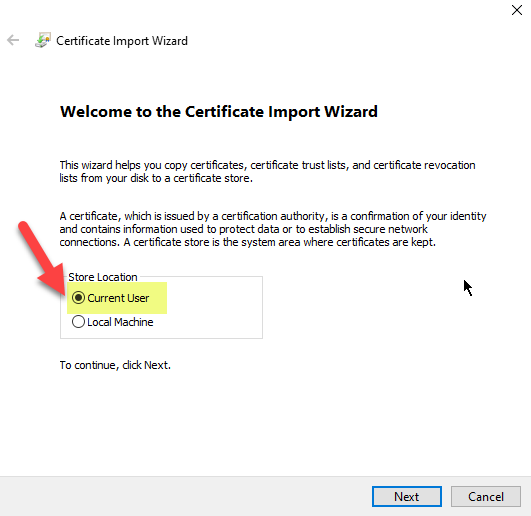 Certificate Import Wizard
Welcome to the Certificate Import Wizard
This wizard helps you copy certificates, certificate trust lists, and certificate revocation
lists from your disk to a certificate store.
A certificate, which is issued by a certification authority, is a confirmation of your identity
and contains information used to protect data or to establish secure network
connections. A certificate store is the system area where certificates are kept.
Store Location
Current User
Local Machine
To continue, click Next.
Next
Cancel